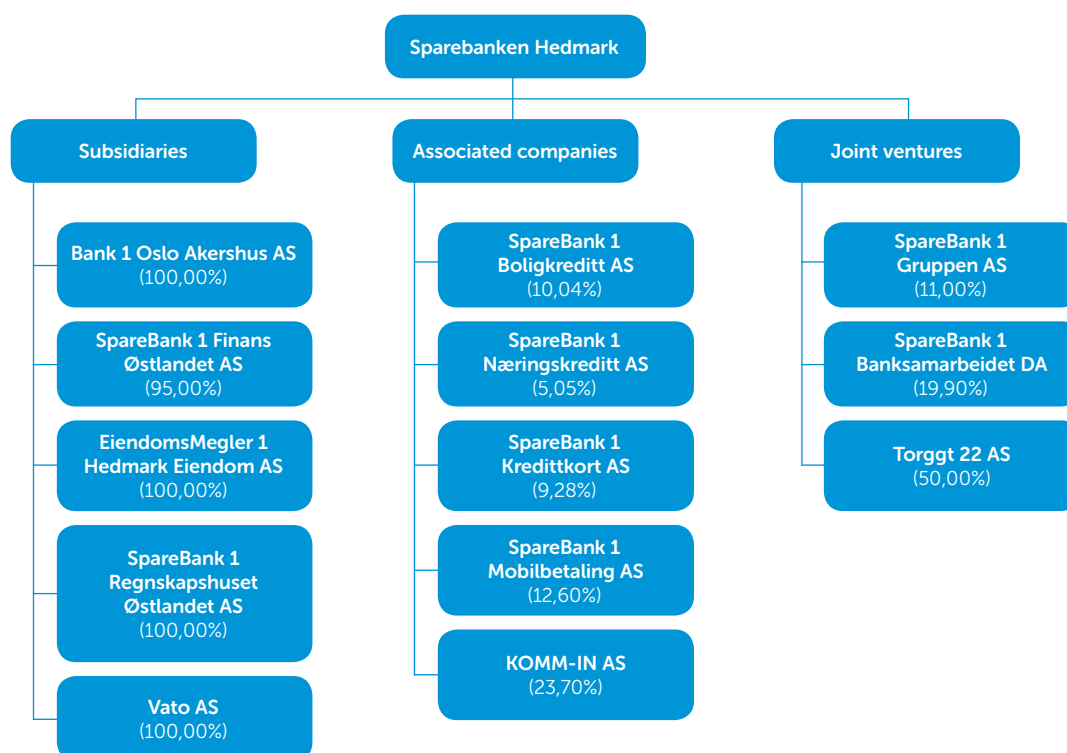 Sparebanken Hedmark
Subsidiaries
Bank 1 Oslo Akershus AS
(100,00%)
SpareBank 1 Finans
Østlandet AS
(95,00%)
EiendomsMegler 1
Hedmark Eiendom AS
(100,00%)
SpareBank 1
Regnskapshuset
Østlandet AS
(100,00%)
Vato AS
(100,00%)
Associated companies
SpareBank 1
Boligkreditt AS
(10,04%)
SpareBank 1
Næringskreditt AS
(5,05%)
SpareBank 1
Kredittkort AS
(9,28%)
SpareBank 1
Mobilbetaling AS
(12,60%)
KOMM-IN AS
(23,70%)
Joint ventures
SpareBank 1
Gruppen AS
(11,00%)
SpareBank 1
Banksamarbeidet DA
(19,90%)
Torggt 22 AS
(50,00%)